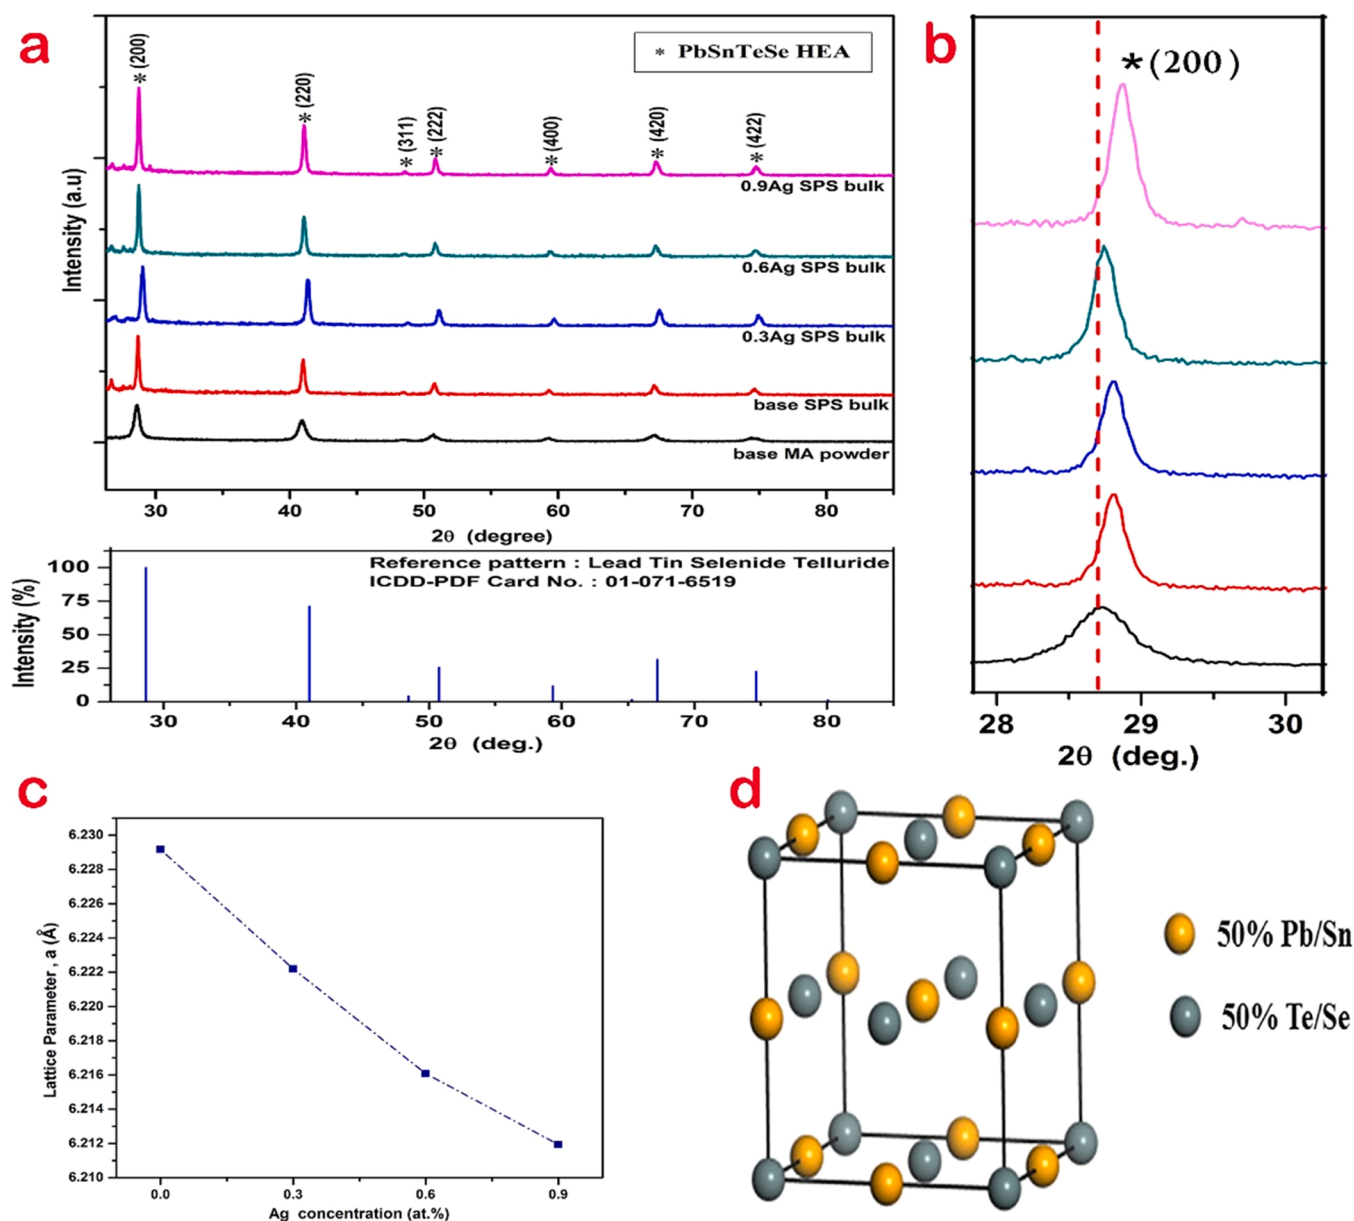 a
* PbSnTeSe HEA
* (200)
* (220)
* (311)
* (222)
* (400)
* (420)
* (422)
0.9Ag SPS bulk
0.6Ag SPS bulk
0.3Ag SPS bulk
base SPS bulk
base MA powder
Intensity (a.u)
30 40 50 60 70 80
2θ (degree)
Reference pattern : Lead Tin Selenide Telluride
ICDD-PDF Card No. : 01-071-6519
Intensity (%)
100
75
50
25
0
30 40 50 60 70 80
2θ (deg.)
b
*(200)
28 29 30
2θ (deg.)
c
6.230
6.228
6.226
6.224
6.222
6.220
6.218
6.216
6.214
6.212
6.210
Lattice Parameter , a (Å)
0.0 0.3 0.6 0.9
Ag concentration (at.%)
d
50% Pb/Sn
50% Te/Se